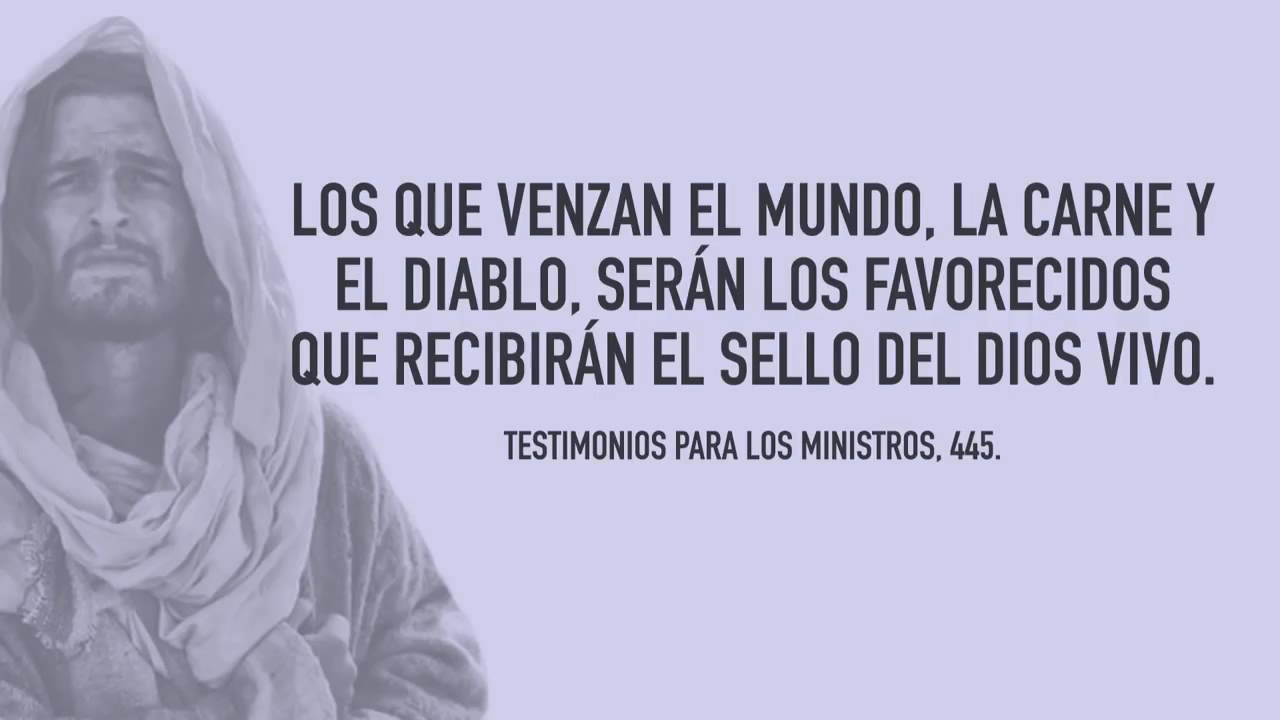 LOS QUE VENZAN EL MUNDO, LA CARNE Y
EL DIABLO, SERÁN LOS FAVORECIDOS
QUE RECIBIRÁN EL SELLO DEL DIOS VIVO.
TESTIMONIOS PARA LOS MINISTROS, 445.